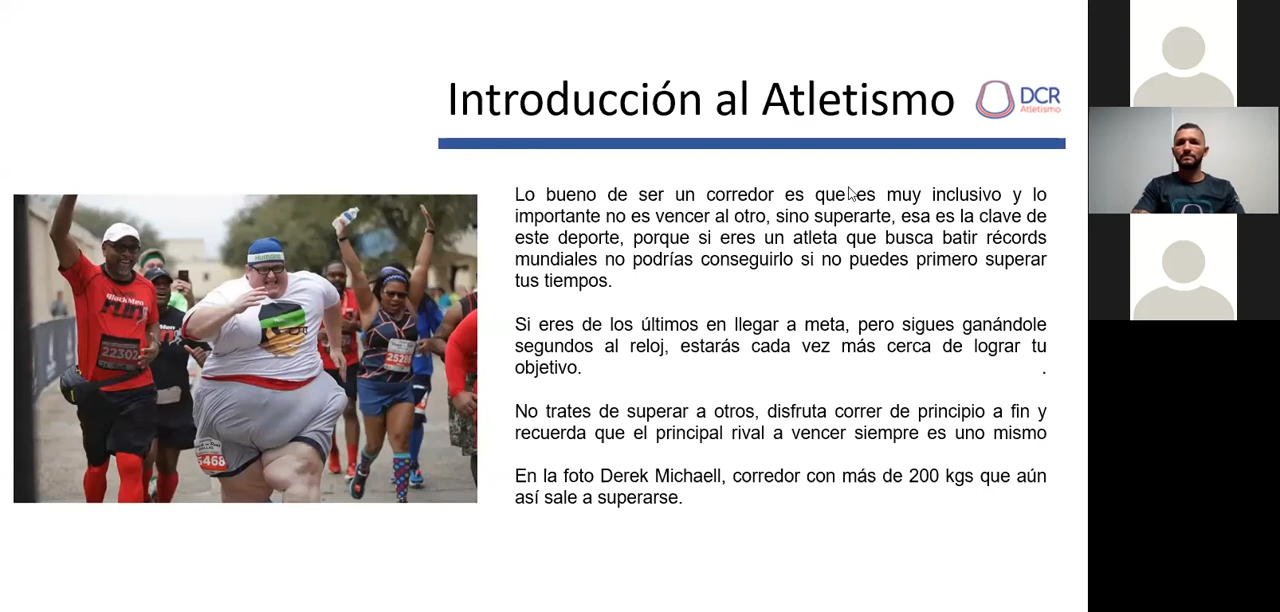 Introducción al Atletismo
DCR
Atletismo
Lo bueno de ser un corredor es que es muy inclusivo y lo
importante no es vencer al otro, sino superarte, esa es la clave de
este deporte, porque si eres un atleta que busca batir récords
mundiales no podrías conseguirlo si no puedes primero superar
tus tiempos.
Si eres de los últimos en llegar a meta, pero sigues ganándole
segundos al reloj, estarás cada vez más cerca de lograr tu
objetivo. .
No trates de superar a otros, disfruta correr de principio a fin y
recuerda que el principal rival a vencer siempre es uno mismo
En la foto Derek Michaell, corredor con más de 200 kgs que aún
así sale a superarse.
BlackMen
RUN
22302